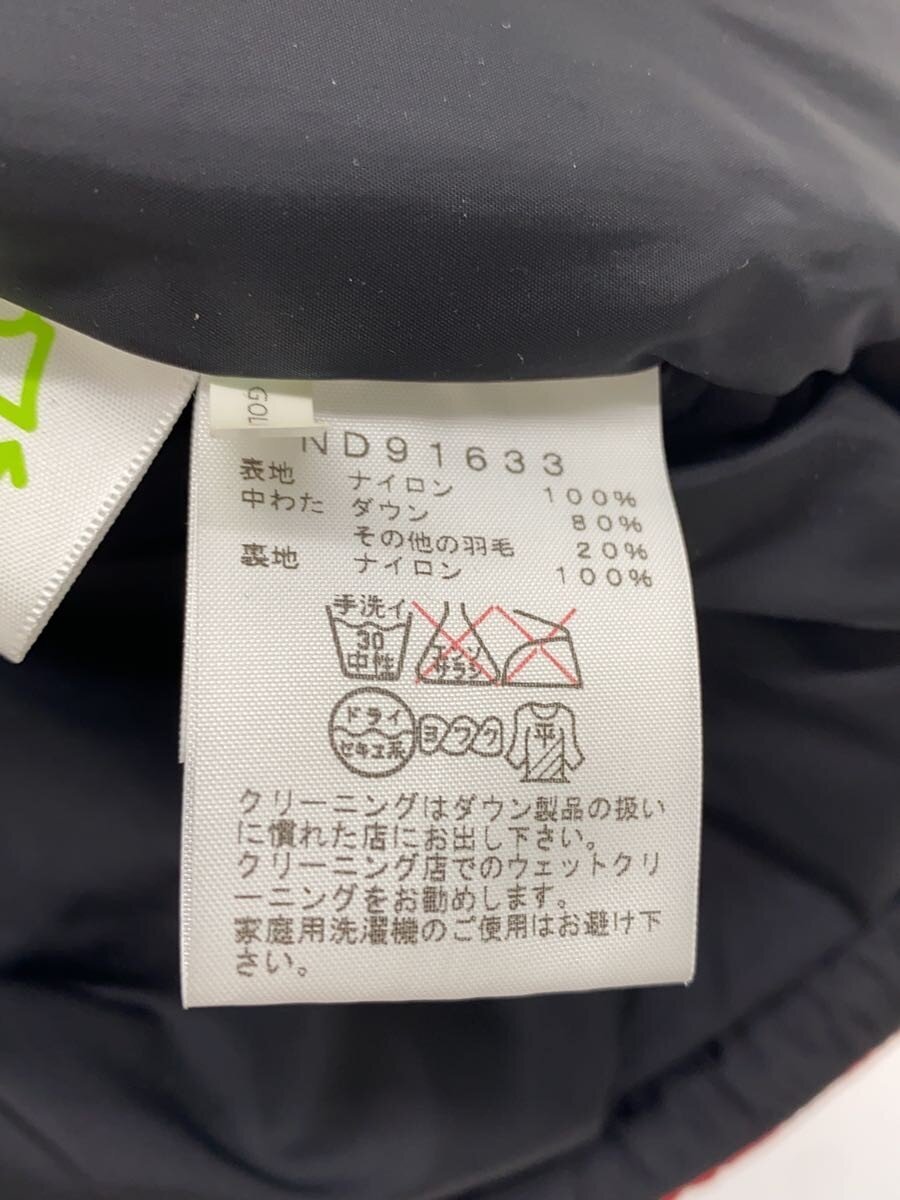 GOL
ND91633
表地 ナイロン 100%
中わた ダウン 80%
その他の羽毛 20%
裏地 ナイロン 100%
手洗イ
30
中性
エンソ
サラシ
ドライ
セキユ系
ヨワク
平
クリーニングはダウン製品の扱い
に慣れた店にお出し下さい。
クリーニング店でのウェットクリ
ーニングをお勧めします。
家庭用洗濯機のご使用はお避け下
さい。